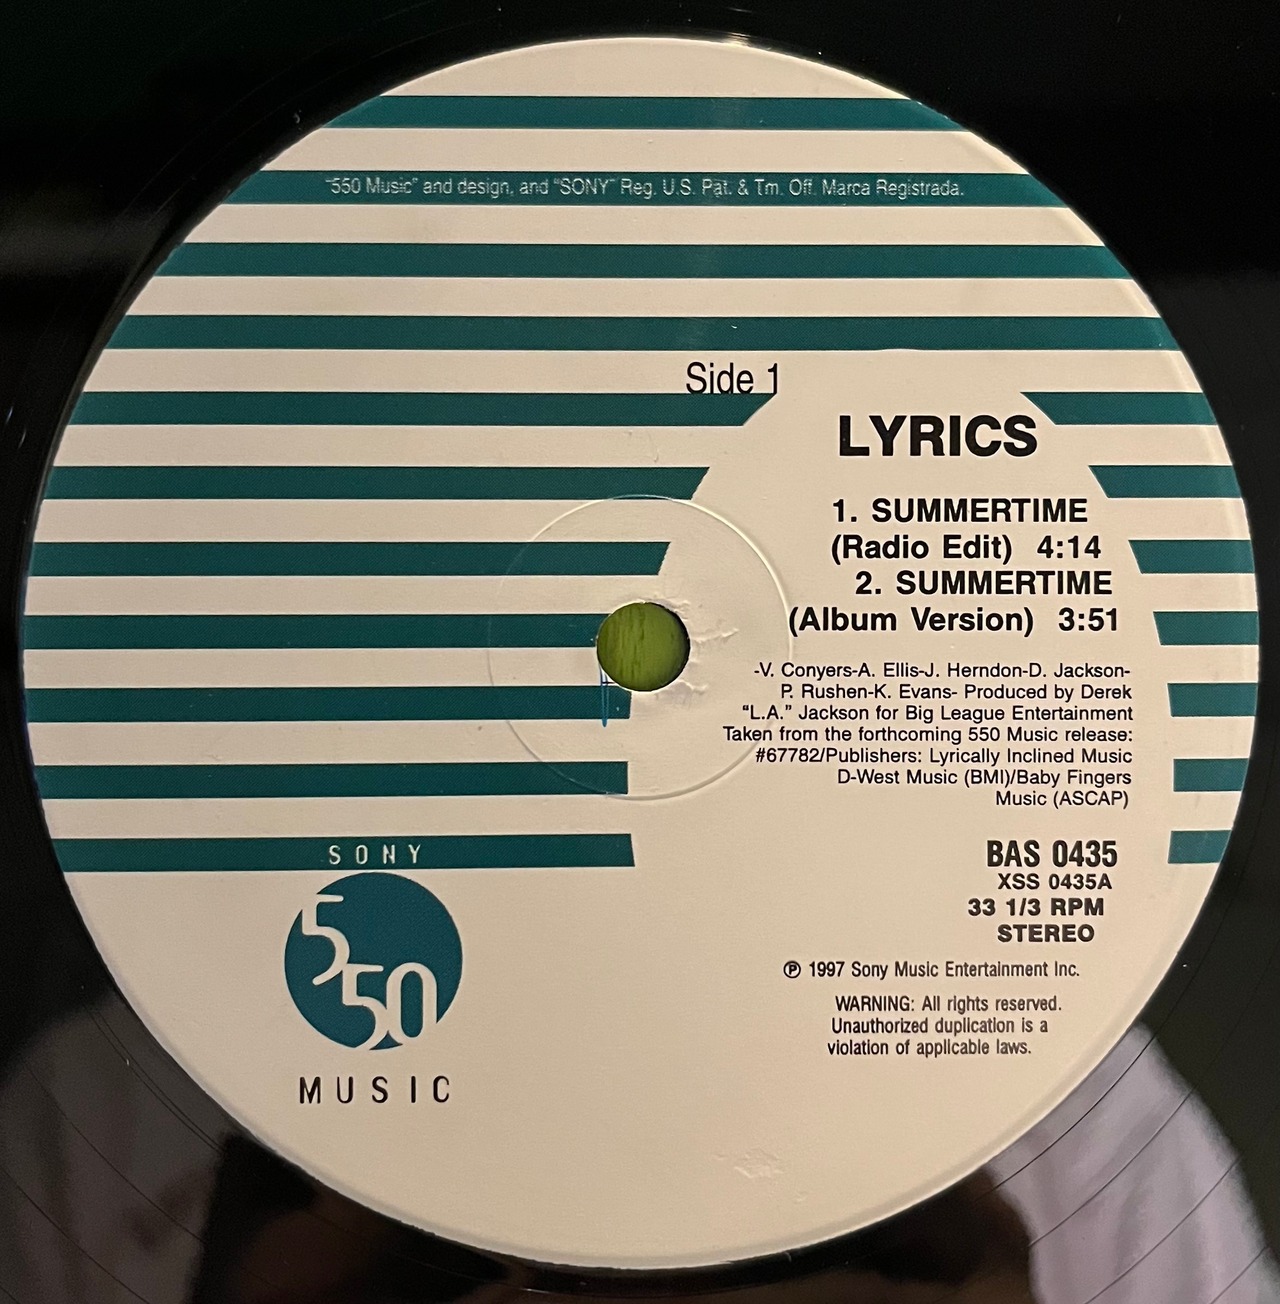 "550 Music" and design, and "SONY" Reg. U.S. Pat. & Tm. Off. Marca Registrada.
Side 1
LYRICS
1. SUMMERTIME
(Radio Edit) 4:14
2. SUMMERTIME
(Album Version) 3:51
-V. Conyers-A. Ellis-J. Herndon-D. Jackson-
P. Rushen-K. Evans- Produced by Derek
"L.A." Jackson for Big League Entertainment
Taken from the forthcoming 550 Music release:
#67782/Publishers: Lyrically Inclined Music
D-West Music (BMI)/Baby Fingers
Music (ASCAP)
BAS 0435
XSS 0435A
33 1/3 RPM
STEREO
℗ 1997 Sony Music Entertainment Inc.
WARNING: All rights reserved.
Unauthorized duplication is a
violation of applicable laws.
SONY
550
MUSIC